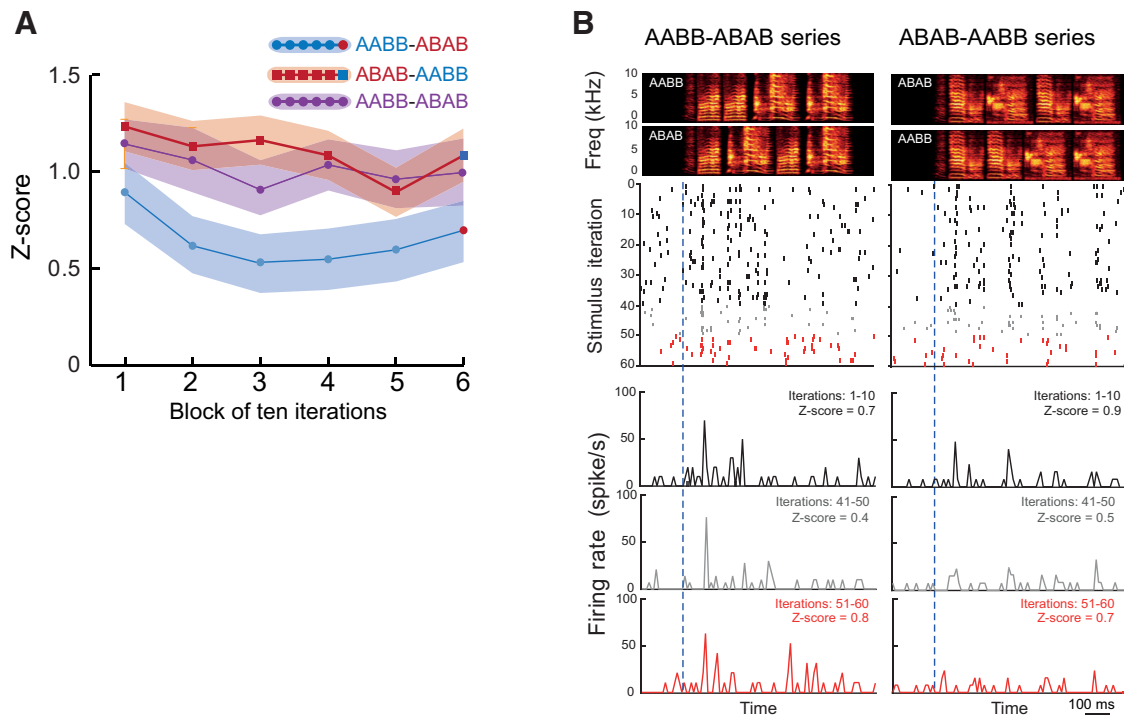 A
AABB-ABAB
ABAB-AABB
AABB-ABAB
1.5
1.0
0.5
0
Z-score
1 2 3 4 5 6
Block of ten iterations
B
AABB-ABAB series
ABAB-AABB series
Freq (kHz)
10
5
0
AABB
ABAB
10
5
0
ABAB
AABB
Stimulus iteration
0
10
20
30
40
50
60
Firing rate (spike/s)
100
50
0
Iterations: 1-10
Z-score = 0.7
Iterations: 1-10
Z-score = 0.9
100
50
0
Iterations: 41-50
Z-score = 0.4
Iterations: 41-50
Z-score = 0.5
100
50
0
Iterations: 51-60
Z-score = 0.8
Iterations: 51-60
Z-score = 0.7
Time
Time
100 ms